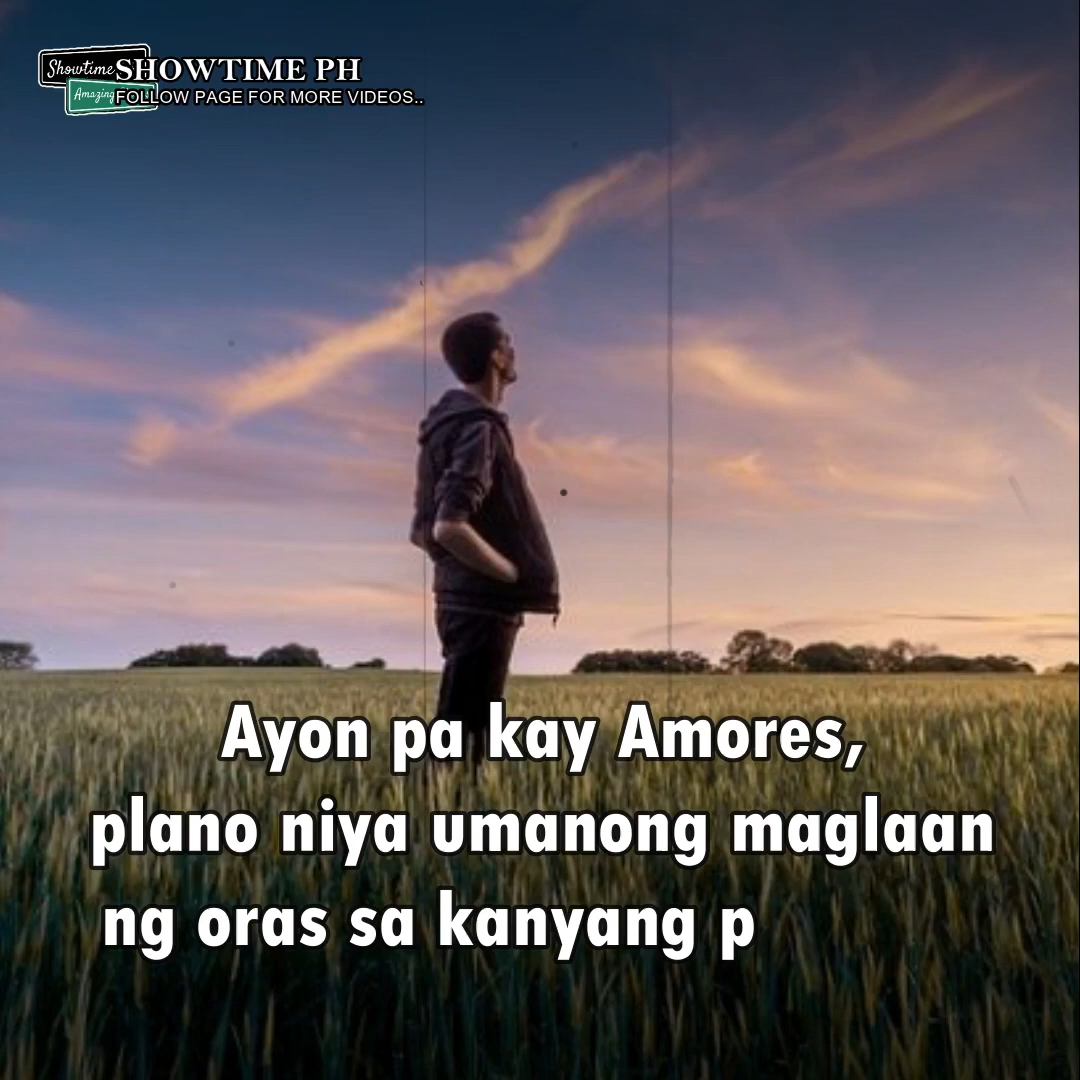 Showtime
Amazing
SHOWTIME PH
FOLLOW PAGE FOR MORE VIDEOS..
Ayon pa kay Amores,
plano niya umanong maglaan
ng oras sa kanyang p